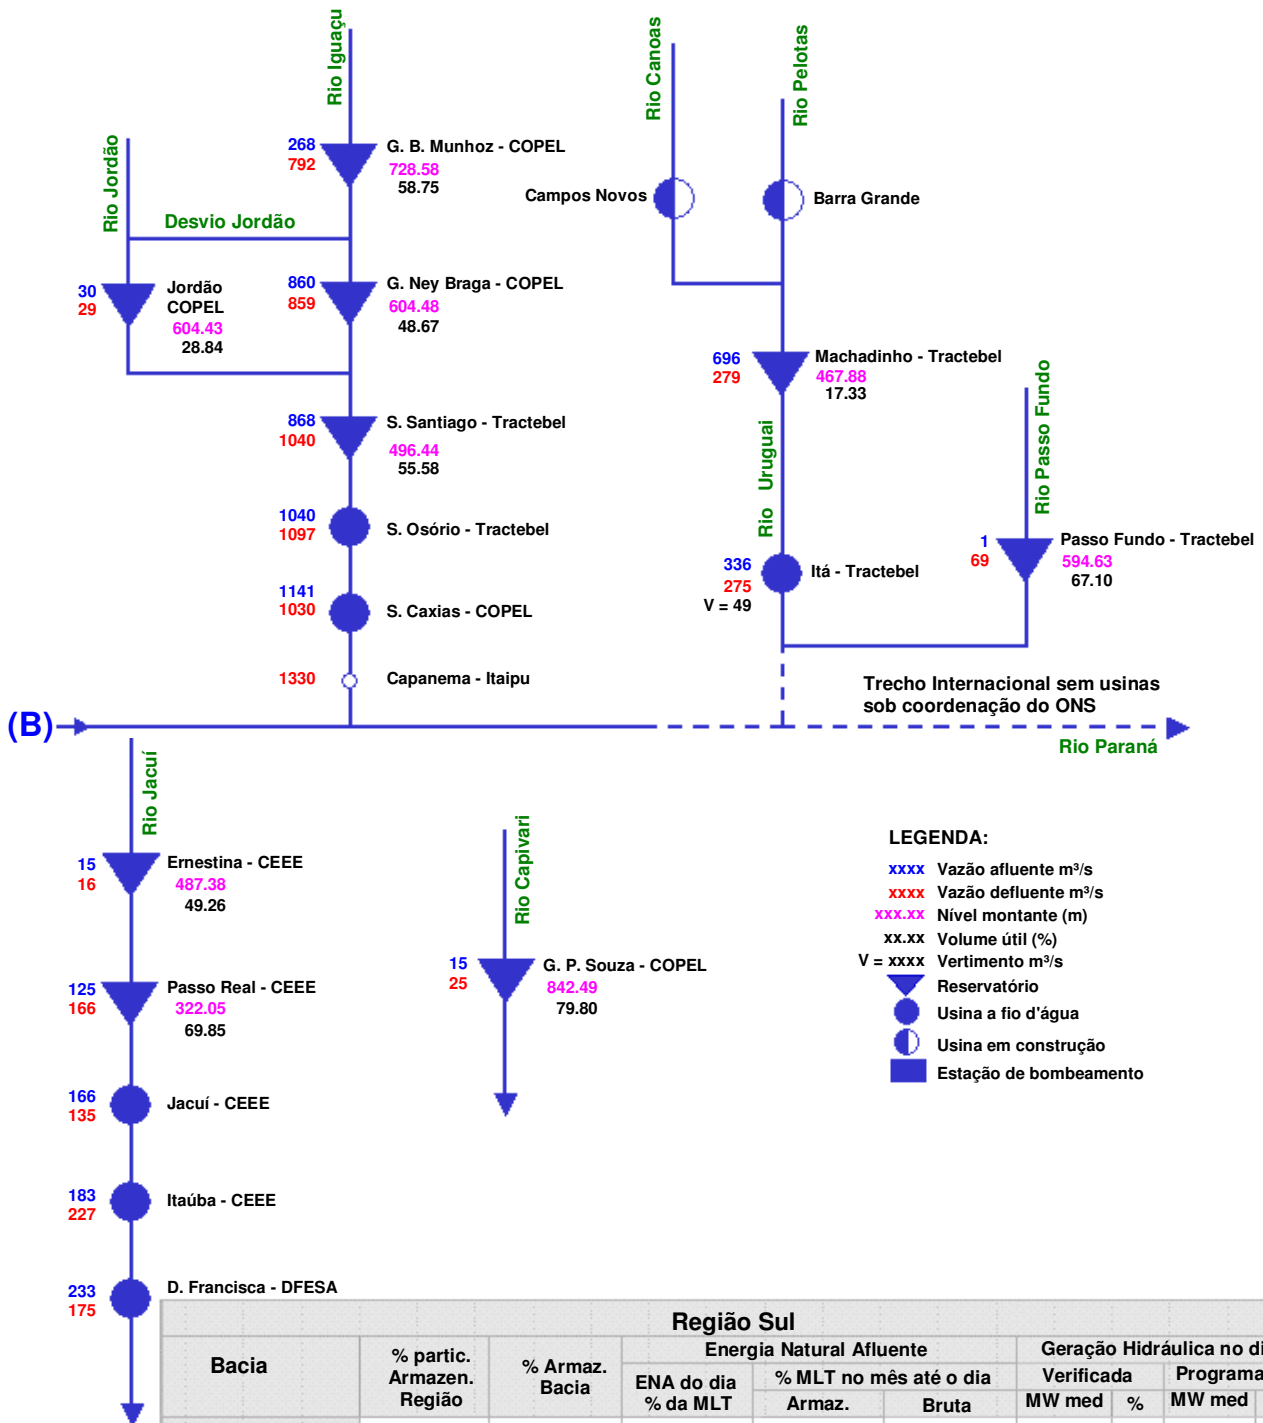 Rio Iguaçu
Rio Canoas
Rio Pelotas
Rio Jordão
268
792
G. B. Munhoz - COPEL
728.58
58.75
Campos Novos
Barra Grande
Desvio Jordão
30
29
Jordão
COPEL
604.43
28.84
860
859
G. Ney Braga - COPEL
604.48
48.67
696
279
Machadinho - Tractebel
467.88
17.33
Rio Passo Fundo
868
1040
S. Santiago - Tractebel
496.44
55.58
Rio Uruguai
1040
1097
S. Osório - Tractebel
1
69
Passo Fundo - Tractebel
594.63
67.10
336
275
V = 49
Itá - Tractebel
1141
1030
S. Caxias - COPEL
1330
Capanema - Itaipu
Trecho Internacional sem usinas
sob coordenação do ONS
(B)
Rio Paraná
Rio Jacuí
15
16
Ernestina - CEEE
487.38
49.26
Rio Capivari
LEGENDA:
xxxx Vazão afluente m³/s
xxxx Vazão defluente m³/s
xxx.xx Nível montante (m)
xx.xx Volume útil (%)
V = xxxx Vertimento m³/s
Reservatório
Usina a fio d'água
Usina em construção
Estação de bombeamento
15
25
G. P. Souza - COPEL
842.49
79.80
125
166
Passo Real - CEEE
322.05
69.85
166
135
Jacuí - CEEE
183
227
Itaúba - CEEE
233
175
D. Francisca - DFESA
Região Sul
Bacia
% partic.
Armazen.
Região
% Armaz.
Bacia
Energia Natural Afluente
ENA do dia
% da MLT
% MLT no mês até o dia
Armaz.
Bruta
Geração Hidráulica no di
Verificada
Programa
MW med
%
MW med